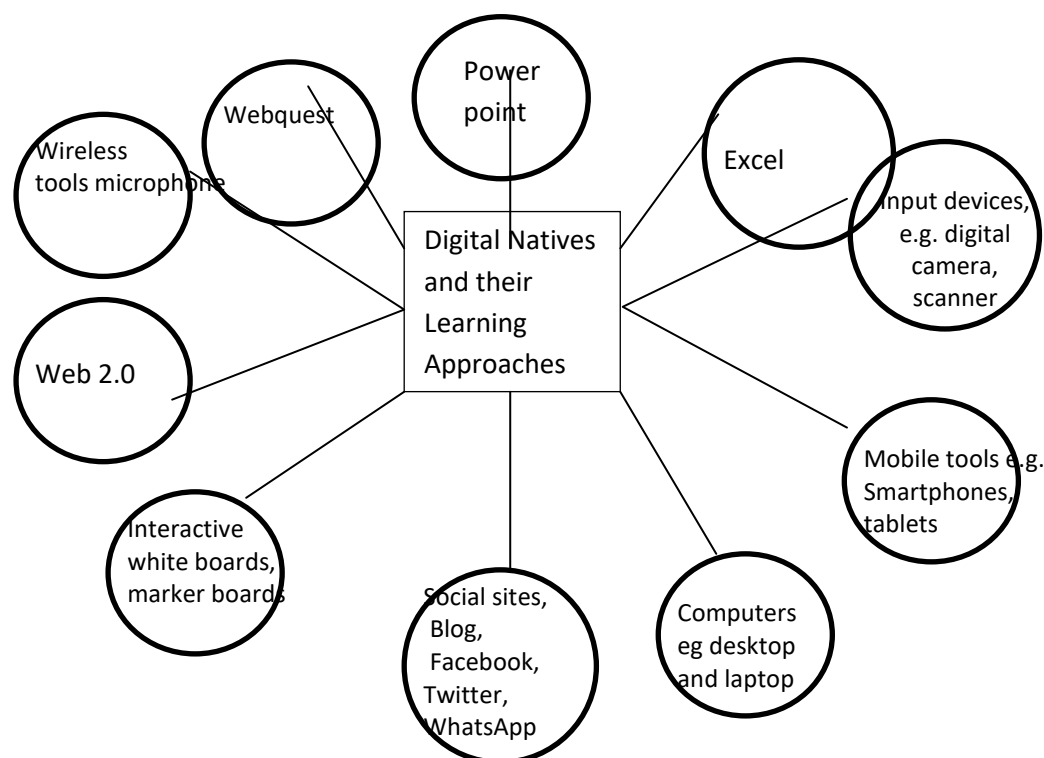 Power
point
Webquest
Wireless
tools microphone
Excel
Input devices,
e.g. digital
camera,
scanner
Digital Natives
and their
Learning
Approaches
Web 2.0
Mobile tools e.g.
Smartphones,
tablets
Interactive
white boards,
marker boards
Social sites,
Blog,
Facebook,
Twitter,
WhatsApp
Computers
eg desktop
and laptop